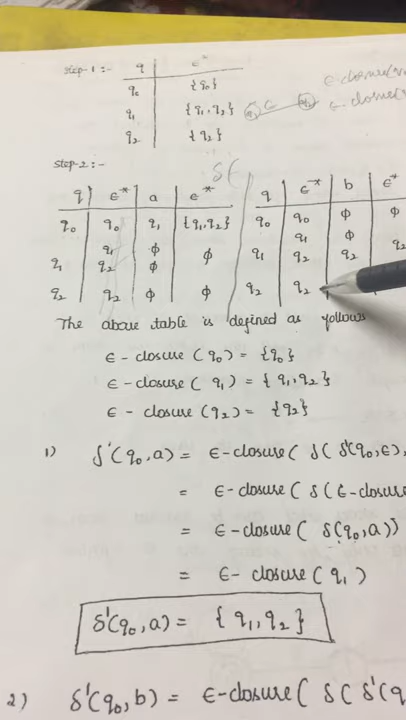 Step-1 :- q ε*
q0 {q0}
q1 {q1, q2}
q2 {q2}
ε-closure(
ε-closure(
Step-2 :-
q ε* a ε* q ε* b ε*
q0 q0 q1 {q1,q2} q0 q0 ϕ ϕ
q1 ϕ q1 ϕ
q1 q2 ϕ ϕ q1 q2 q2 q2
q2 q2 ϕ ϕ q2 q2
The above table is defined as follows
ε-closure (q0) = {q0}
ε-closure (q1) = {q1,q2}
ε-closure (q2) = {q2}
1) δ'(q0,a) = ε-closure( δ( δ'(q0,ε),
= ε-closure ( δ( ε-closure
= ε-closure ( δ(q0,a))
= ε-closure (q1)
δ'(q0,a) = {q1,q2}
2) δ'(q0,b) = ε-closure( δ( δ'(q